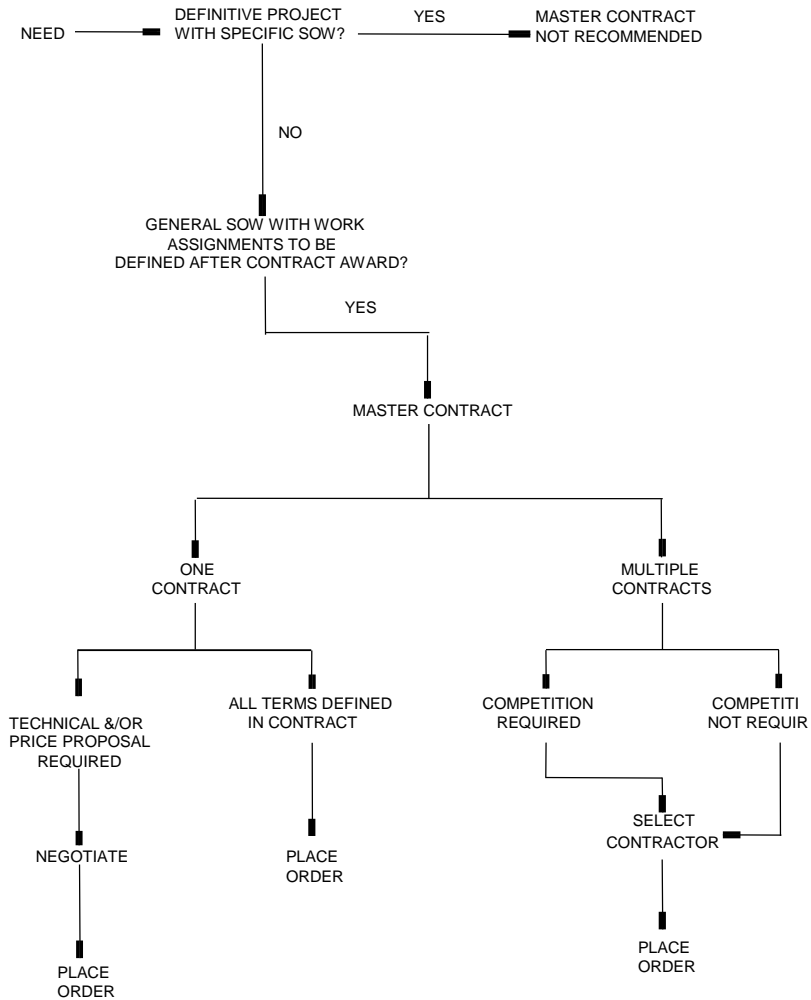 NEED
DEFINITIVE PROJECT
WITH SPECIFIC SOW?
YES
MASTER CONTRACT
NOT RECOMMENDED
NO
GENERAL SOW WITH WORK
ASSIGNMENTS TO BE
DEFINED AFTER CONTRACT AWARD?
YES
MASTER CONTRACT
ONE
CONTRACT
MULTIPLE
CONTRACTS
TECHNICAL &/OR
PRICE PROPOSAL
REQUIRED
ALL TERMS DEFINED
IN CONTRACT
COMPETITION
REQUIRED
COMPETITI
NOT REQUIR
NEGOTIATE
PLACE
ORDER
SELECT
CONTRACTOR
PLACE
ORDER
PLACE
ORDER